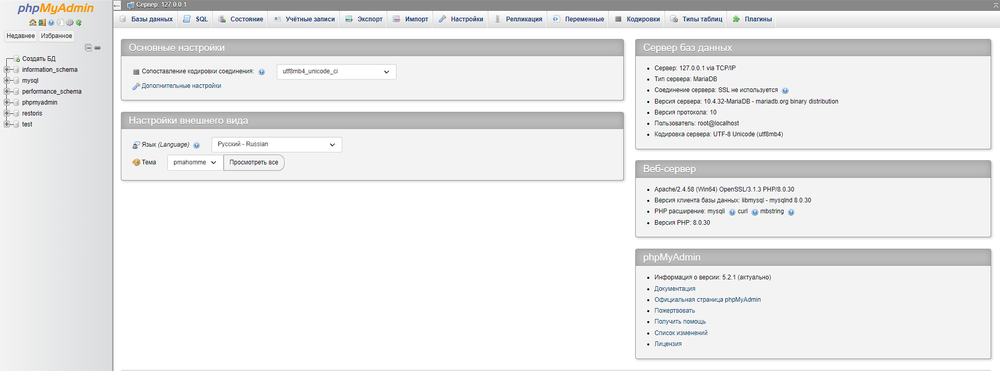 phpMyAdmin
Недавнее Избранное
Создать БД
information_schema
mysql
performance_schema
phpmyadmin
restoris
test
← Сервер: 127.0.0.1
Базы данных SQL Состояние Учётные записи Экспорт Импорт Настройки Репликация Переменные Кодировки Типы таблиц Плагины
Основные настройки
Сопоставление кодировки соединения: utf8mb4_unicode_ci
Дополнительные настройки
Настройки внешнего вида
Язык (Language) Русский - Russian
Тема pmahomme Просмотреть все
Сервер баз данных
Сервер: 127.0.0.1 via TCP/IP
Тип сервера: MariaDB
Соединение сервера: SSL не используется
Версия сервера: 10.4.32-MariaDB - mariadb.org binary distribution
Версия протокола: 10
Пользователь: root@localhost
Кодировка сервера: UTF-8 Unicode (utf8mb4)
Веб-сервер
Apache/2.4.58 (Win64) OpenSSL/3.1.3 PHP/8.0.30
Версия клиента базы данных: libmysql - mysqlnd 8.0.30
PHP расширение: mysqli curl mbstring
Версия PHP: 8.0.30
phpMyAdmin
Информация о версии: 5.2.1 (актуально)
Документация
Официальная страница phpMyAdmin
Пожертвовать
Получить помощь
Список изменений
Лицензия